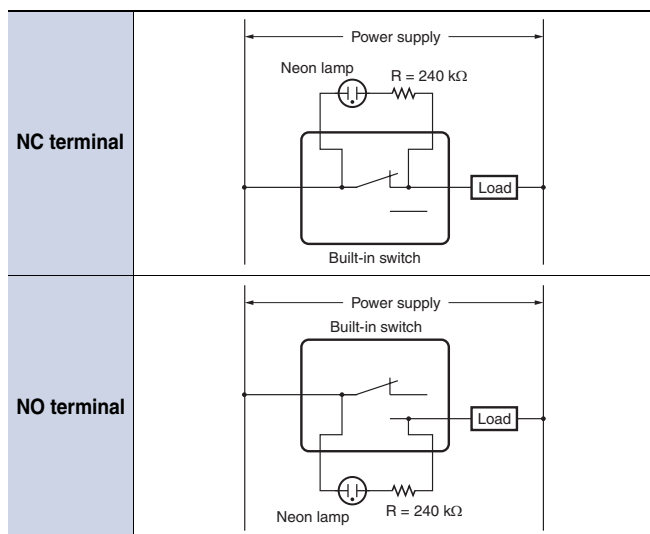 NC terminal
Power supply
Neon lamp
R = 240 kΩ
Load
Built-in switch
NO terminal
Power supply
Built-in switch
Load
Neon lamp
R = 240 kΩ